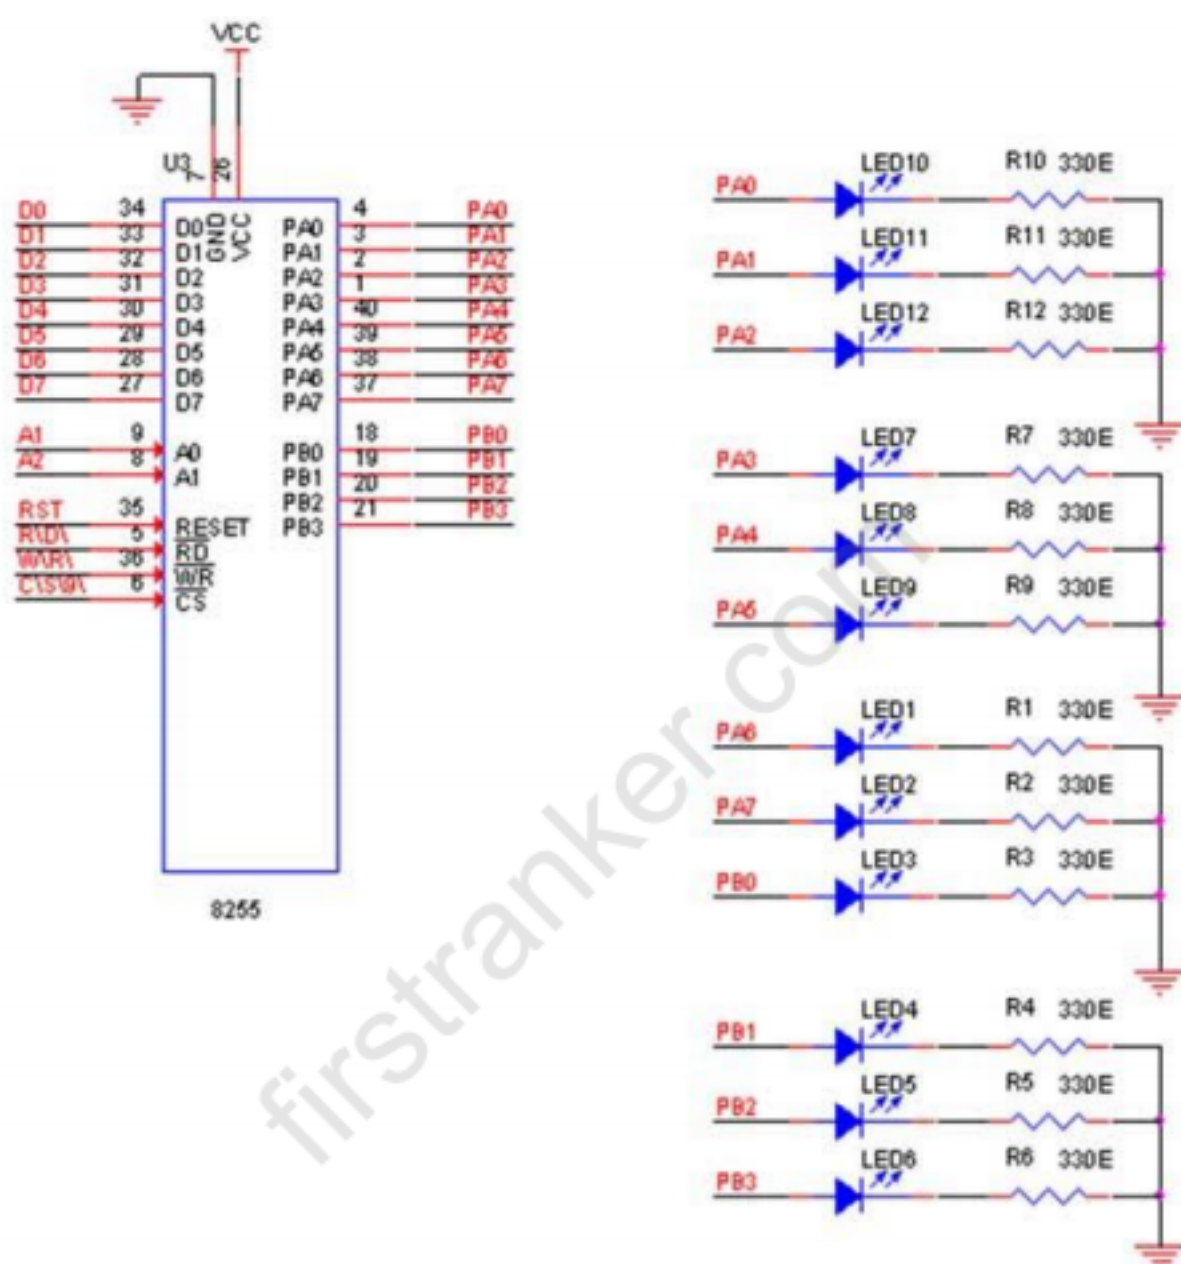 VCC
U3
7
26
D0 34 D0 GND VCC PA0 4 PA0
D1 33 D1 PA1 3 PA1
D2 32 D2 PA2 2 PA2
D3 31 D3 PA3 1 PA3
D4 30 D4 PA4 40 PA4
D5 29 D5 PA5 39 PA5
D6 28 D6 PA6 38 PA6
D7 27 D7 PA7 37 PA7
A1 9 A0 PB0 18 PB0
A2 8 A1 PB1 19 PB1
PB2 20 PB2
RST 35 RESET PB3 21 PB3
R\D\ 5 RD
W\R\ 36 WR
C\S\0\ 6 CS
8255
LED10 R10 330E
PA0
LED11 R11 330E
PA1
LED12 R12 330E
PA2
LED7 R7 330E
PA3
LED8 R8 330E
PA4
LED9 R9 330E
PA5
LED1 R1 330E
PA6
LED2 R2 330E
PA7
LED3 R3 330E
PB0
LED4 R4 330E
PB1
LED5 R5 330E
PB2
LED6 R6 330E
PB3
firstranker.com